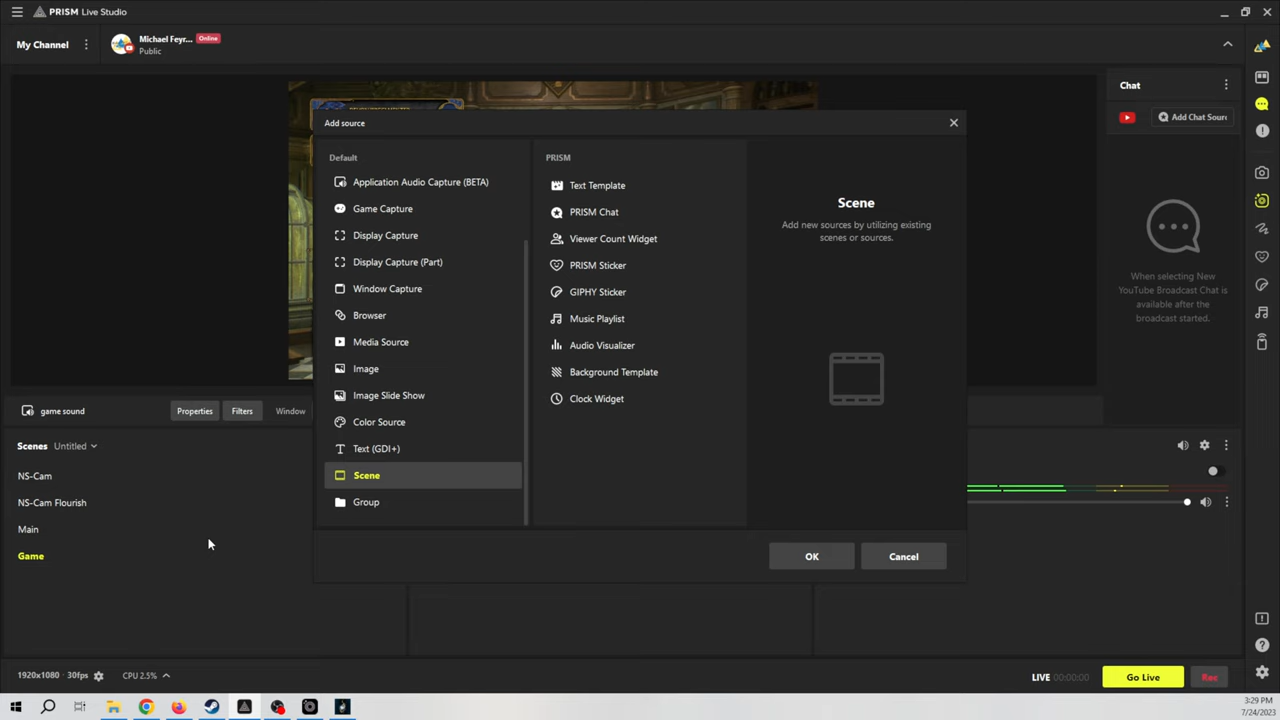 PRISM Live Studio
My Channel
Michael Feyr... Online
Public
Chat
Add Chat Sourc
When selecting New
YouTube Broadcast Chat is
available after the
broadcast started.
Add source
Default
Application Audio Capture (BETA)
Game Capture
Display Capture
Display Capture (Part)
Window Capture
Browser
Media Source
Image
Image Slide Show
Color Source
Text (GDI+)
Scene
Group
PRISM
Text Template
PRISM Chat
Viewer Count Widget
PRISM Sticker
GIPHY Sticker
Music Playlist
Audio Visualizer
Background Template
Clock Widget
Scene
Add new sources by utilizing existing
scenes or sources.
OK Cancel
game sound Properties Filters Window
Scenes Untitled
NS-Cam
NS-Cam Flourish
Main
Game
1920x1080 · 30fps CPU 2.5% LIVE 00:00:00 Go Live Rec
3:29 PM
7/24/2023